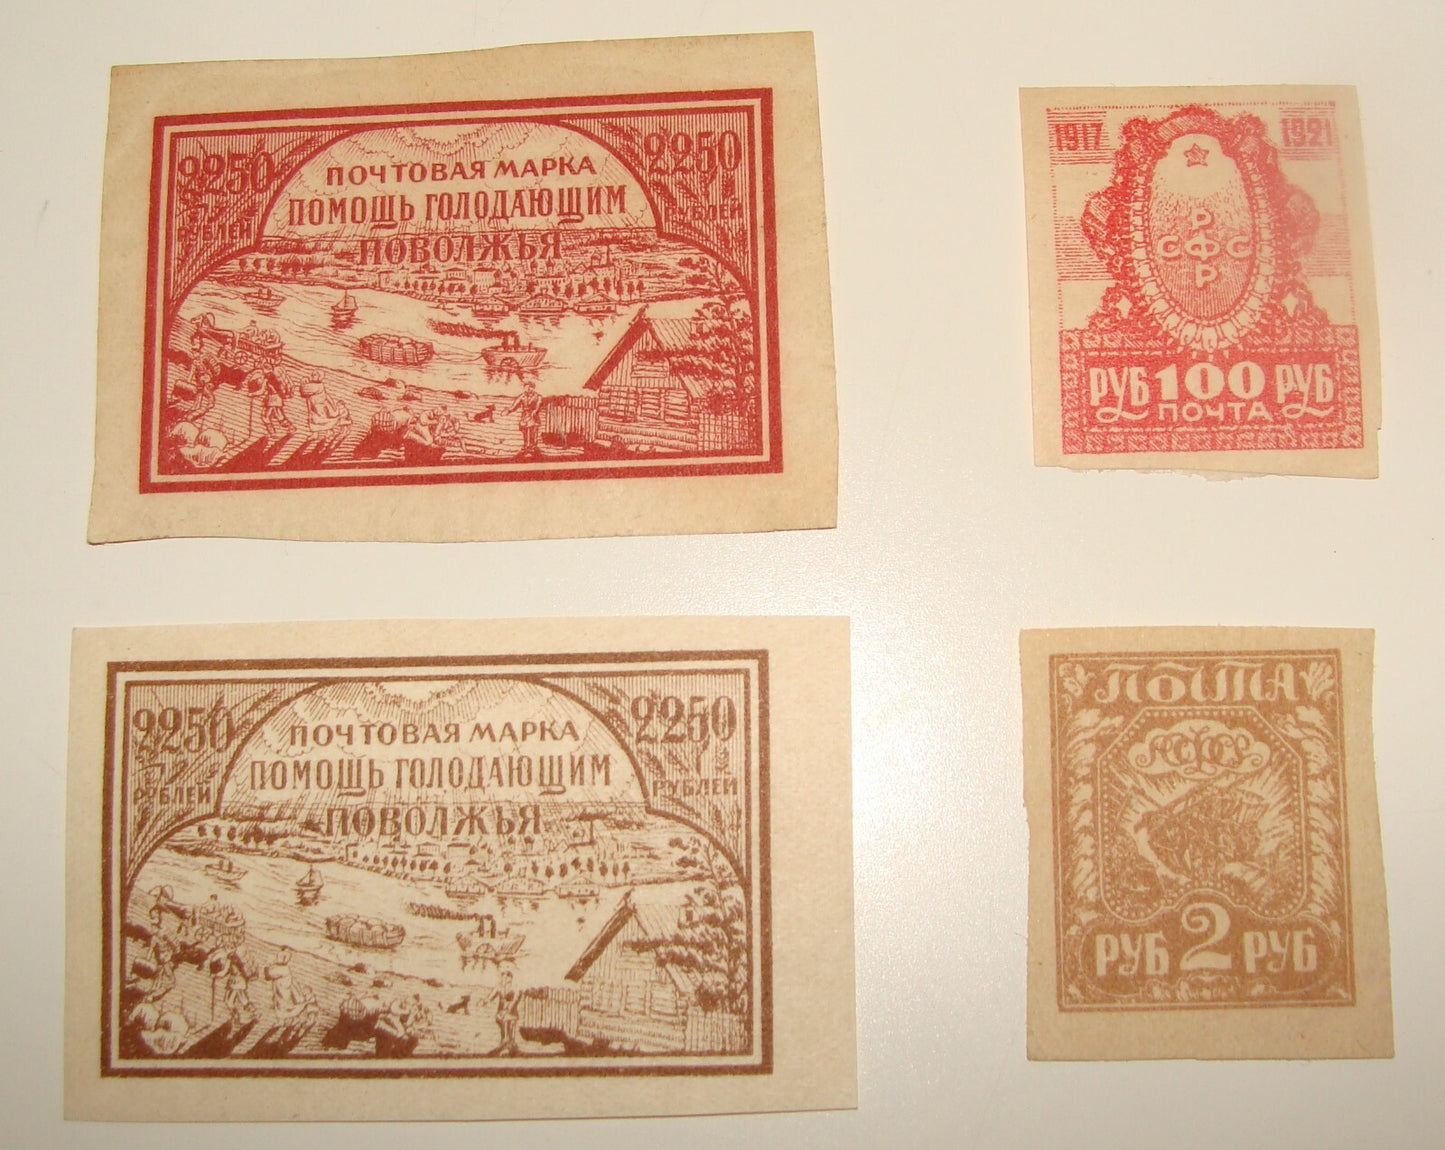 2250 2250
РУБЛЕЙ РУБЛЕЙ
ПОЧТОВАЯ МАРКА
ПОМОЩЬ ГОЛОДАЮЩИМ
ПОВОЛЖЬЯ
1917 1921
Р
СФС
Р
РУБ 100 РУБ
ПОЧТА
2250 2250
РУБЛЕЙ РУБЛЕЙ
ПОЧТОВАЯ МАРКА
ПОМОЩЬ ГОЛОДАЮЩИМ
ПОВОЛЖЬЯ
ПОЧТА
РСФСР
РУБ 2 РУБ